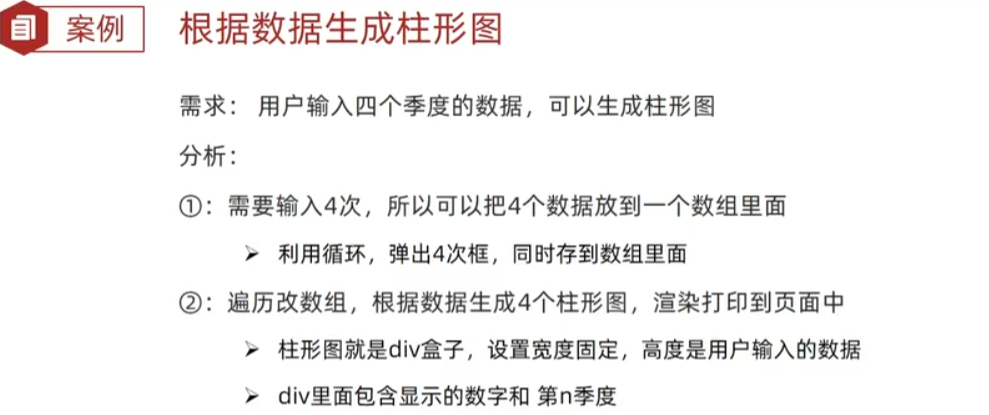 案例
根据数据生成柱形图
需求： 用户输入四个季度的数据，可以生成柱形图
分析：
①：需要输入4次，所以可以把4个数据放到一个数组里面
➢ 利用循环，弹出4次框，同时存到数组里面
②：遍历改数组，根据数据生成4个柱形图，渲染打印到页面中
➢ 柱形图就是div盒子，设置宽度固定，高度是用户输入的数据
➢ div里面包含显示的数字和 第n季度